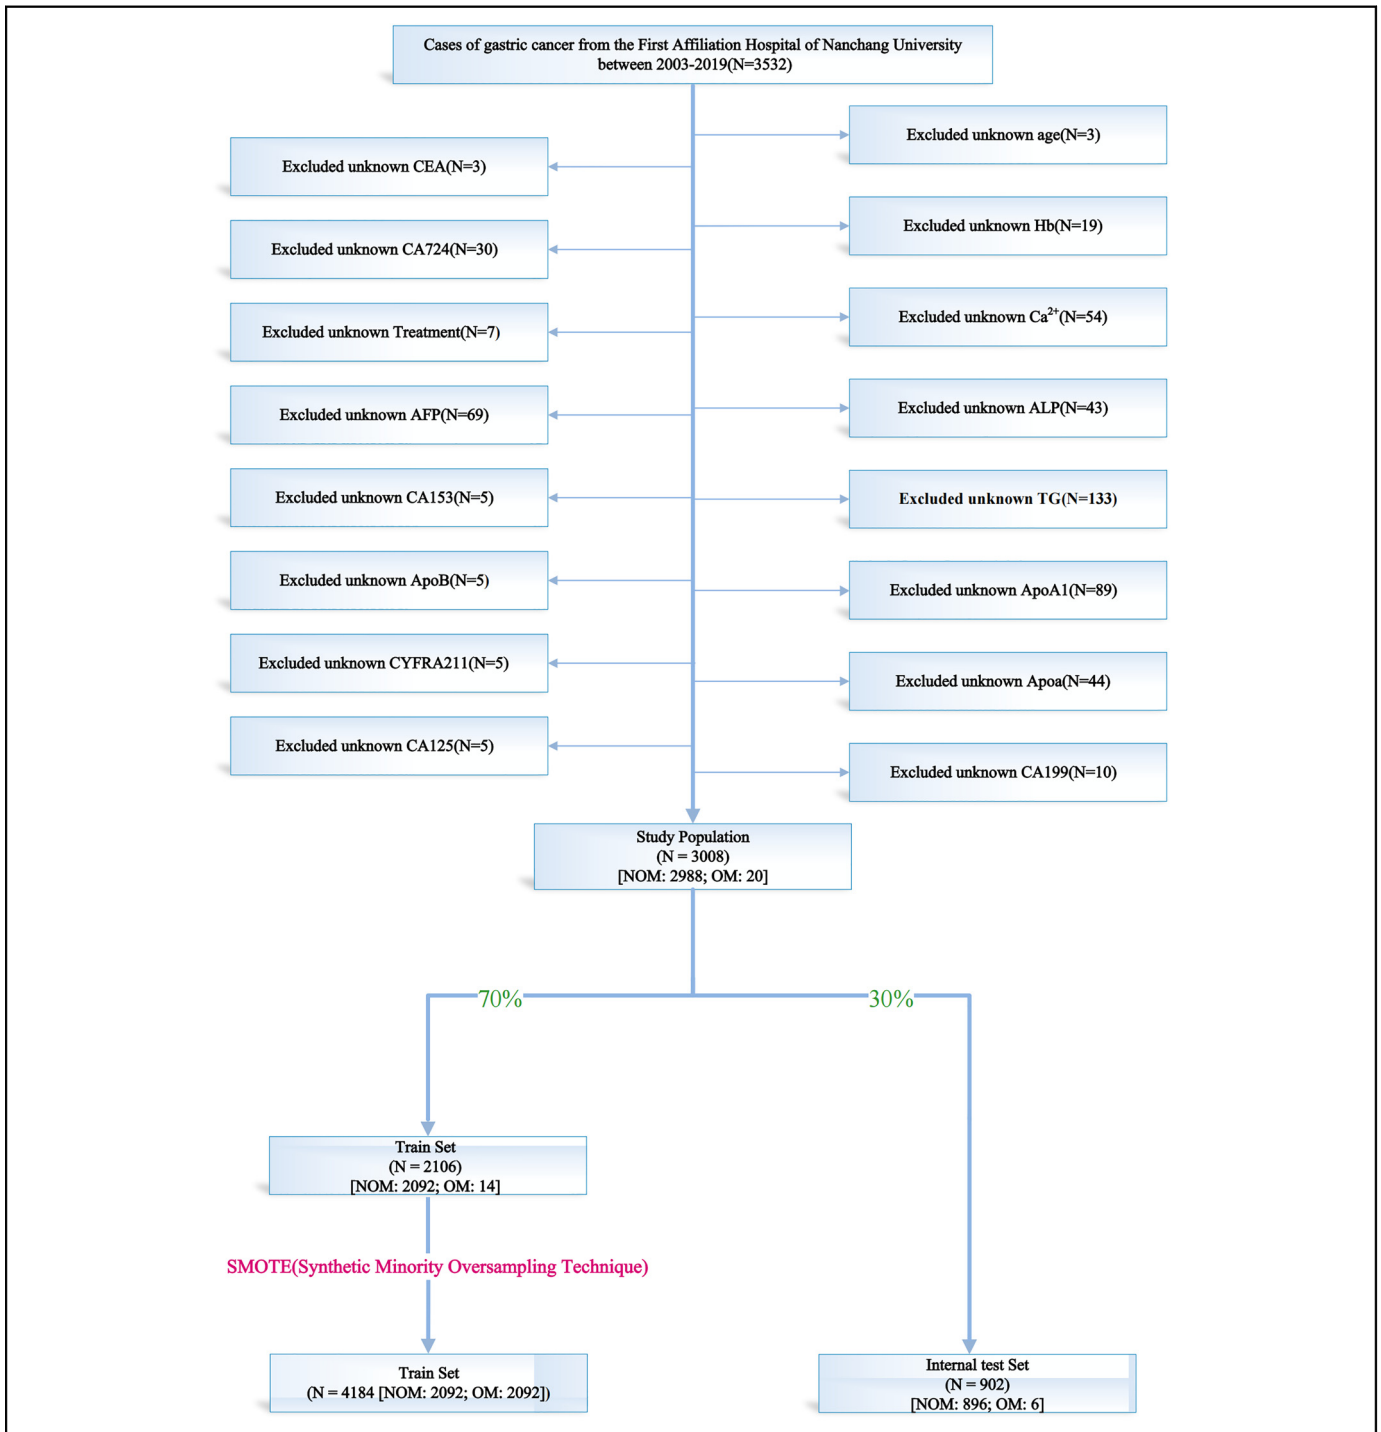 Cases of gastric cancer from the First Affiliation Hospital of Nanchang University
between 2003-2019(N=3532)
Excluded unknown age(N=3)
Excluded unknown CEA(N=3)
Excluded unknown Hb(N=19)
Excluded unknown CA724(N=30)
Excluded unknown Ca²⁺(N=54)
Excluded unknown Treatment(N=7)
Excluded unknown ALP(N=43)
Excluded unknown AFP(N=69)
Excluded unknown CA153(N=5)
Excluded unknown TG(N=133)
Excluded unknown ApoB(N=5)
Excluded unknown ApoA1(N=89)
Excluded unknown CYFRA211(N=5)
Excluded unknown Apoa(N=44)
Excluded unknown CA125(N=5)
Excluded unknown CA199(N=10)
Study Population
(N = 3008)
[NOM: 2988; OM: 20]
70%
30%
Train Set
(N = 2106)
[NOM: 2092; OM: 14]
SMOTE(Synthetic Minority Oversampling Technique)
Train Set
(N = 4184 [NOM: 2092; OM: 2092])
Internal test Set
(N = 902)
[NOM: 896; OM: 6]